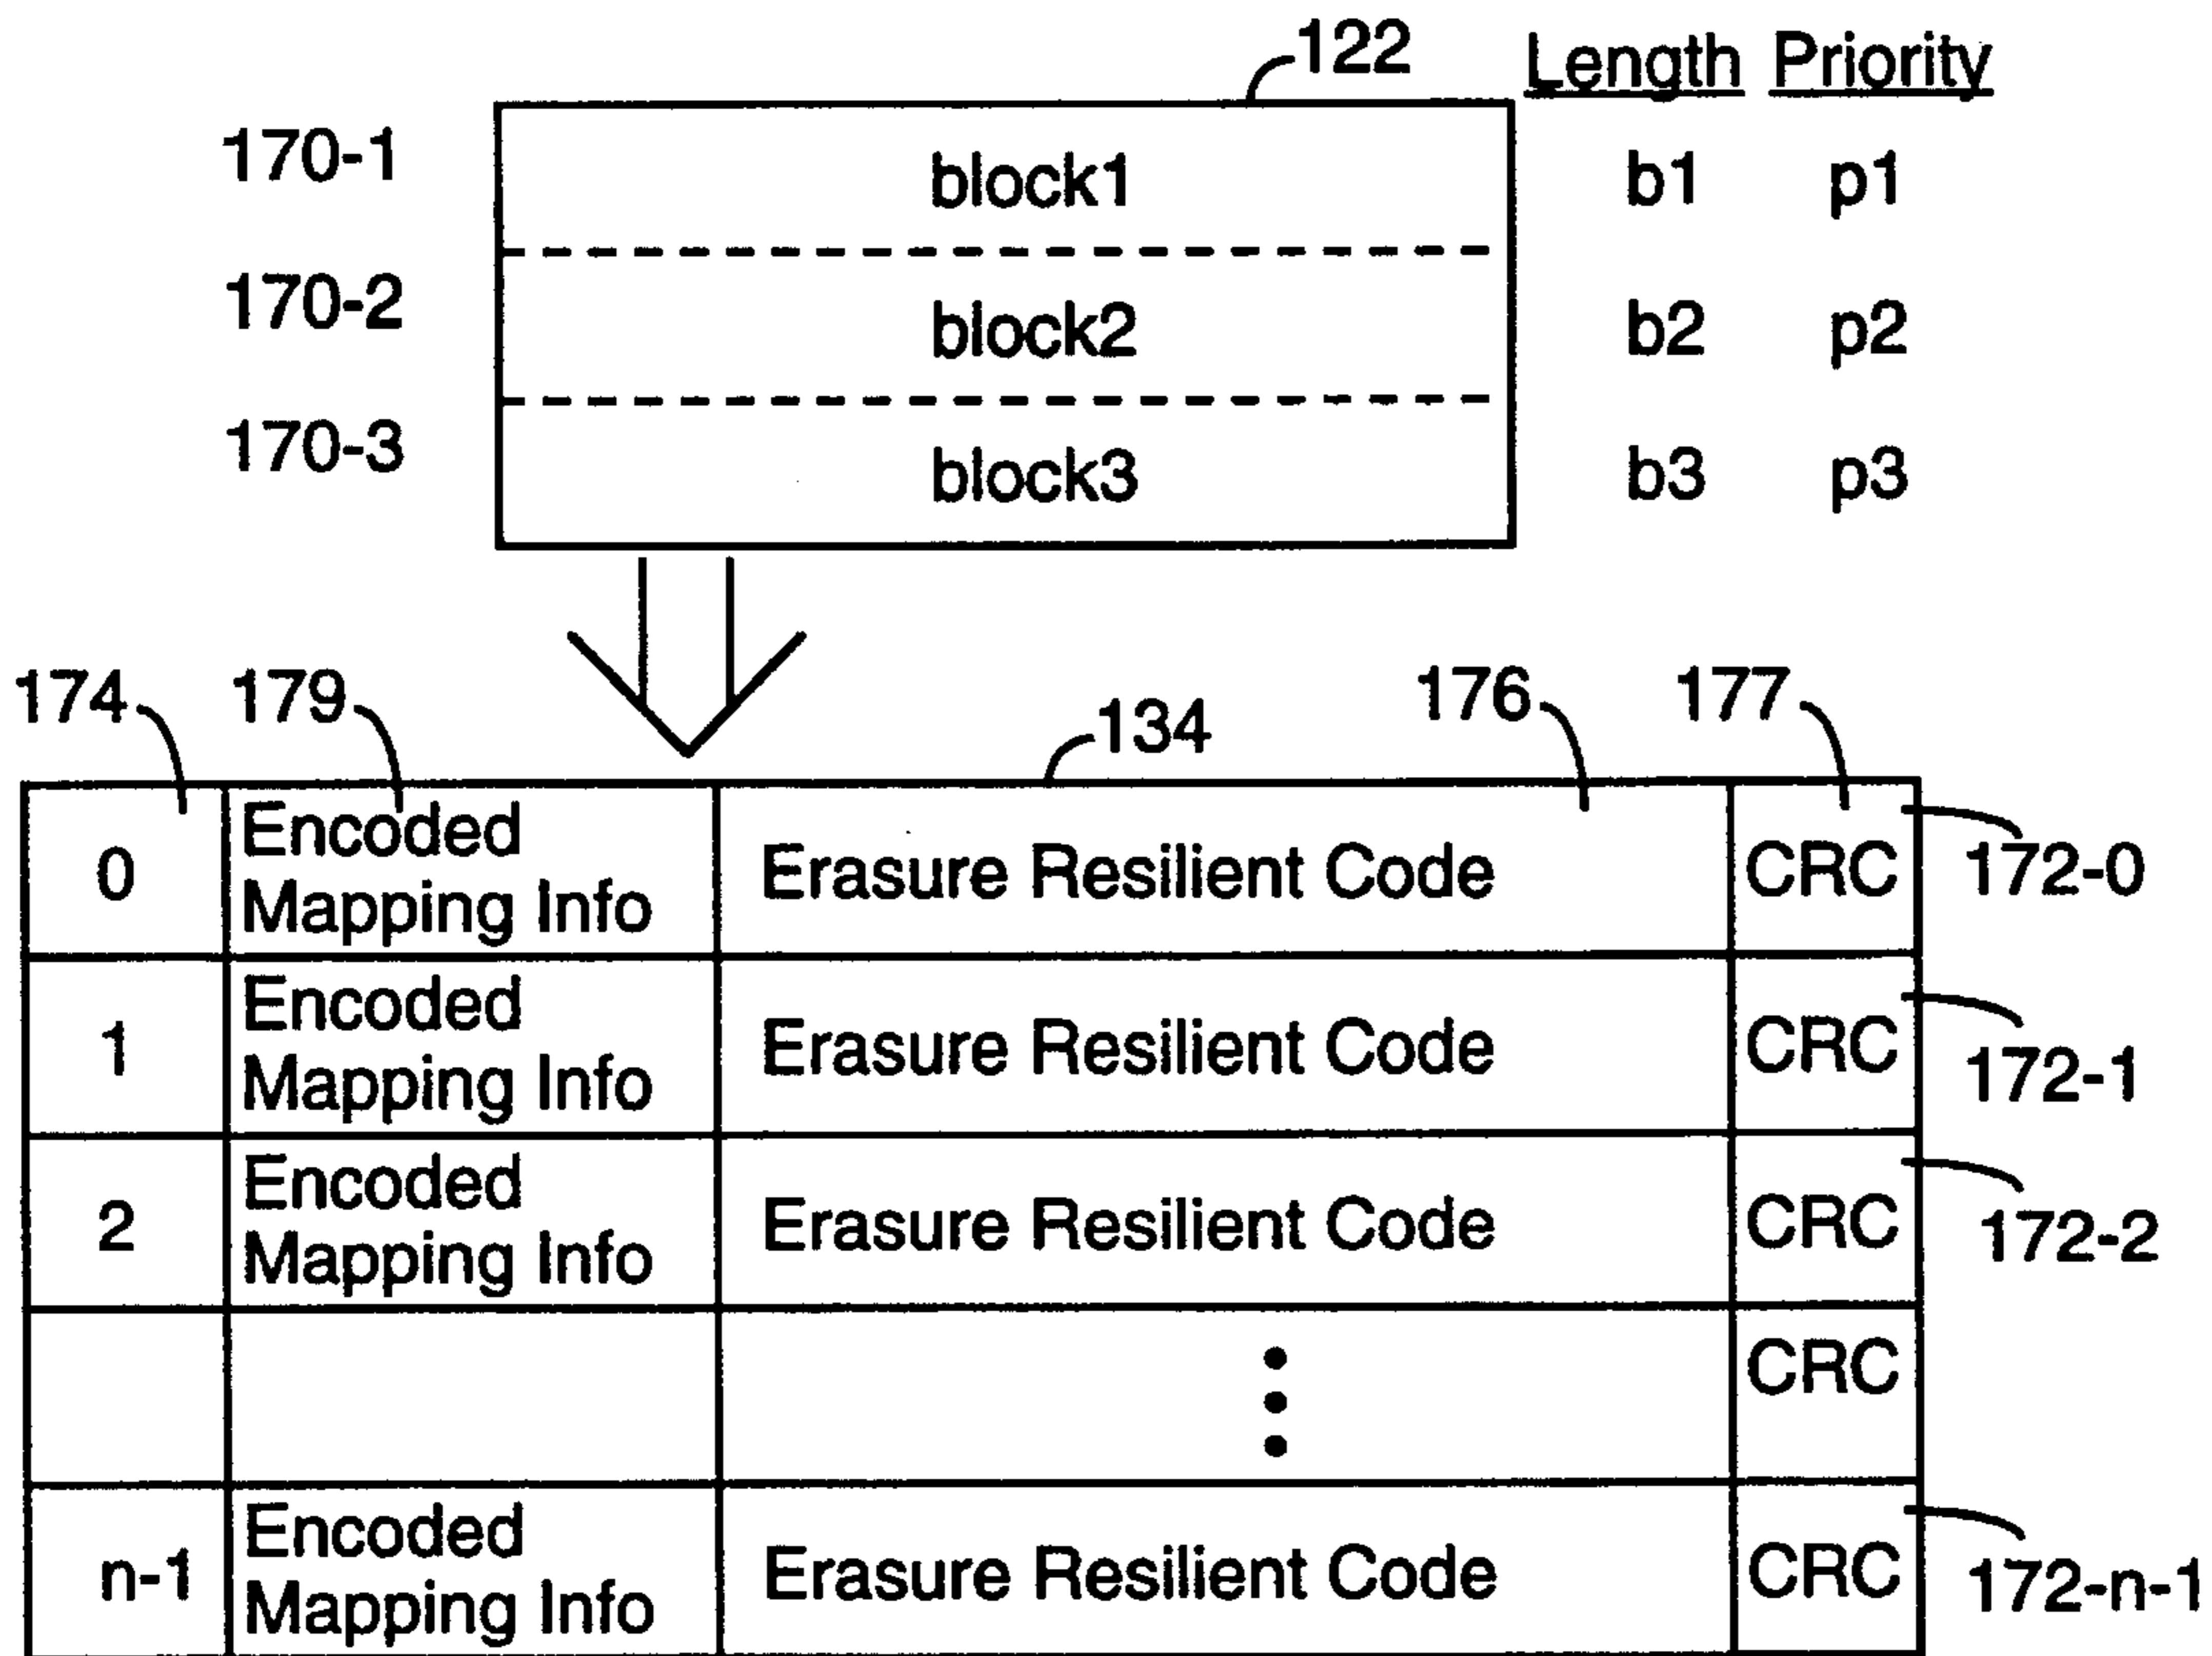 122 Length Priority
170-1 block1 b1 p1
170-2 block2 b2 p2
170-3 block3 b3 p3
174 179 134 176 177
0 Encoded Mapping Info Erasure Resilient Code CRC 172-0
1 Encoded Mapping Info Erasure Resilient Code CRC 172-1
2 Encoded Mapping Info Erasure Resilient Code CRC 172-2
CRC
n-1 Encoded Mapping Info Erasure Resilient Code CRC 172-n-1